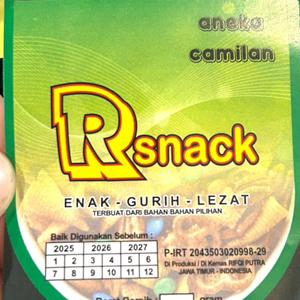 aneka
camilan
Rsnack
ENAK - GURIH - LEZAT
TERBUAT DARI BAHAN BAHAN PILIHAN
Baik Digunakan Sebelum :
2025 2026 2027
1 2 3 4 5 6
7 8 9 10 11 12
P-IRT 2043503020998-29
Di Produksi / Di Kemas RIFQI PUTRA
JAWA TIMUR - INDONESIA
gram